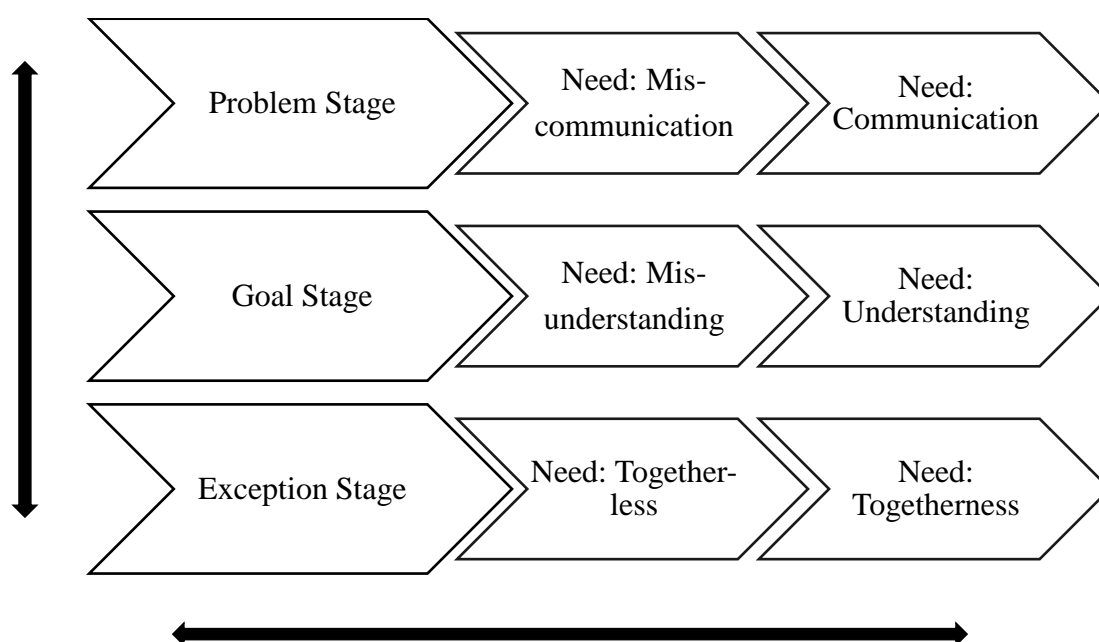 Problem Stage
Need: Mis-
communication
Need:
Communication
Goal Stage
Need: Mis-
understanding
Need:
Understanding
Exception Stage
Need: Together-
less
Need:
Togetherness